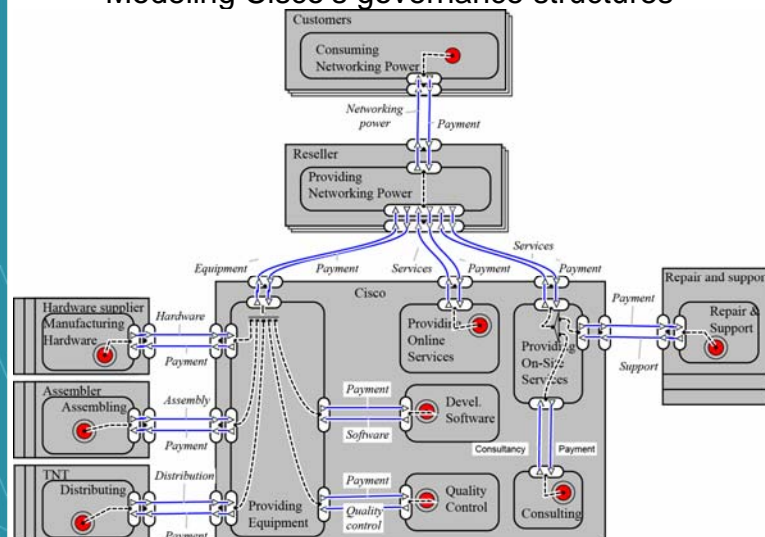 Modeling Cisco's governance structures
Customers
Consuming
Networking Power
Networking
power
Payment
Reseller
Providing
Networking Power
Equipment
Payment
Services
Payment
Services
Payment
Cisco
Hardware supplier
Manufacturing
Hardware
Hardware
Payment
Assembler
Assembling
Assembly
Payment
TNT
Distributing
Distribution
Payment
Providing
Equipment
Providing
Online
Services
Payment
Software
Devel.
Software
Payment
Quality
control
Quality
Control
Providing
On-Site
Services
Consultancy
Payment
Consulting
Payment
Support
Repair and support
Repair &
Support